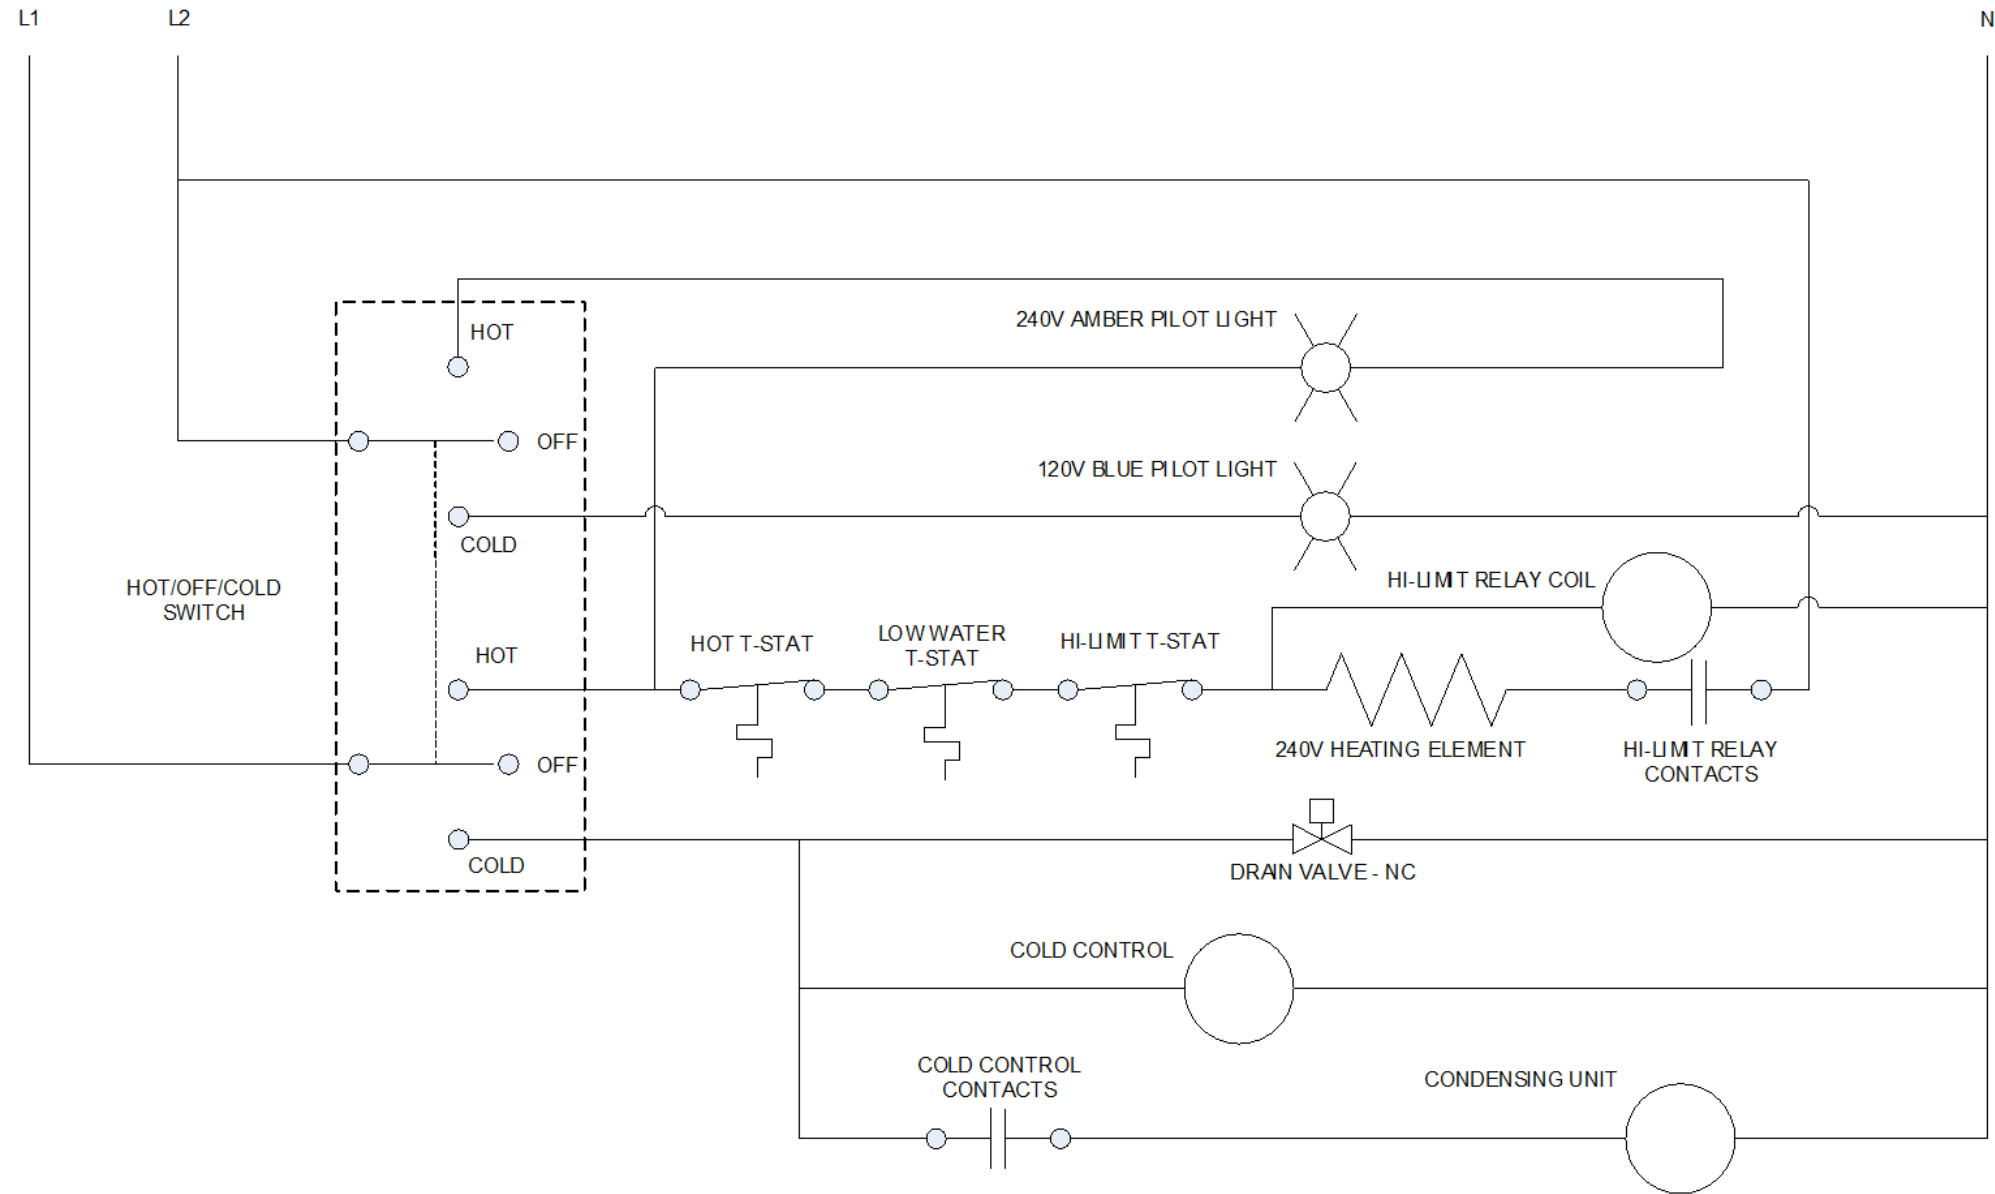 L1
L2
N
HOT
240V AMBER PILOT LIGHT
OFF
120V BLUE PILOT LIGHT
COLD
HOT/OFF/COLD
SWITCH
HI-LIMIT RELAY COIL
HOT
HOT T-STAT
LOW WATER
T-STAT
HI-LIMIT T-STAT
OFF
240V HEATING ELEMENT
HI-LIMIT RELAY
CONTACTS
COLD
DRAIN VALVE - NC
COLD CONTROL
COLD CONTROL
CONTACTS
CONDENSING UNIT